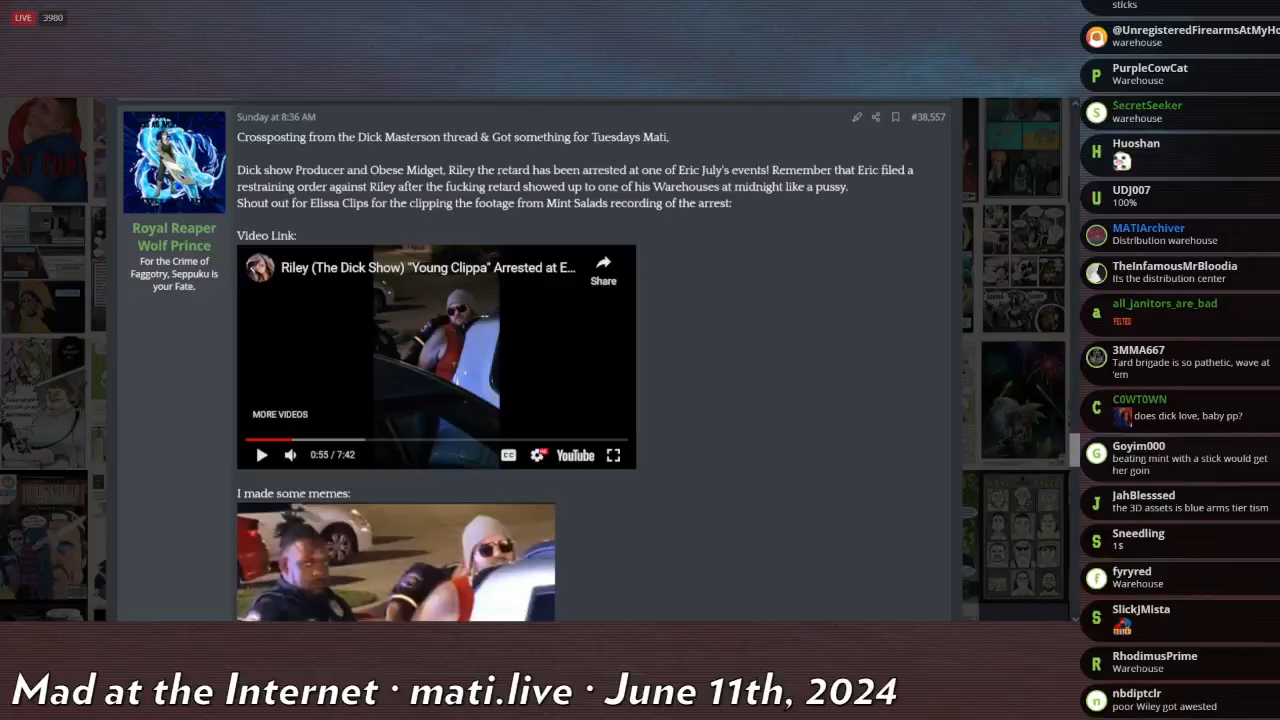 LIVE 3980
Sunday at 8:36 AM
#38,557
Crossposting from the Dick Masterson thread & Got something for Tuesdays Mati,
Dick show Producer and Obese Midget, Riley the retard has been arrested at one of Eric July's events! Remember that Eric filed a
restraining order against Riley after the fucking retard showed up to one of his Warehouses at midnight like a pussy.
Shout out for Elissa Clips for the clipping the footage from Mint Salads recording of the arrest:
Royal Reaper
Wolf Prince
For the Crime of
Faggotry, Seppuku is
your Fate.
Video Link:
Riley (The Dick Show) "Young Clippa" Arrested at E...
Share
MORE VIDEOS
0:55 / 7:42
CC
HD
YouTube
I made some memes:
sticks
@UnregisteredFirearmsAtMyHo
warehouse
P
PurpleCowCat
Warehouse
S
SecretSeeker
warehouse
H
Huoshan
U
UDJ007
100%
MATIArchiver
Distribution warehouse
TheInfamousMrBloodia
Its the distribution center
a
all_janitors_are_bad
FELTED
3MMA667
Tard brigade is so pathetic, wave at
'em
C
C0WT0WN
does dick love, baby pp?
G
Goyim000
beating mint with a stick would get
her goin
J
JahBlesssed
the 3D assets is blue arms tier tism
S
Sneedling
1$
f
fyryred
Warehouse
S
SlickJMista
FELTED
R
RhodimusPrime
Warehouse
n
nbdiptclr
poor Wiley got awested
Mad at the Internet · mati.live · June 11th, 2024